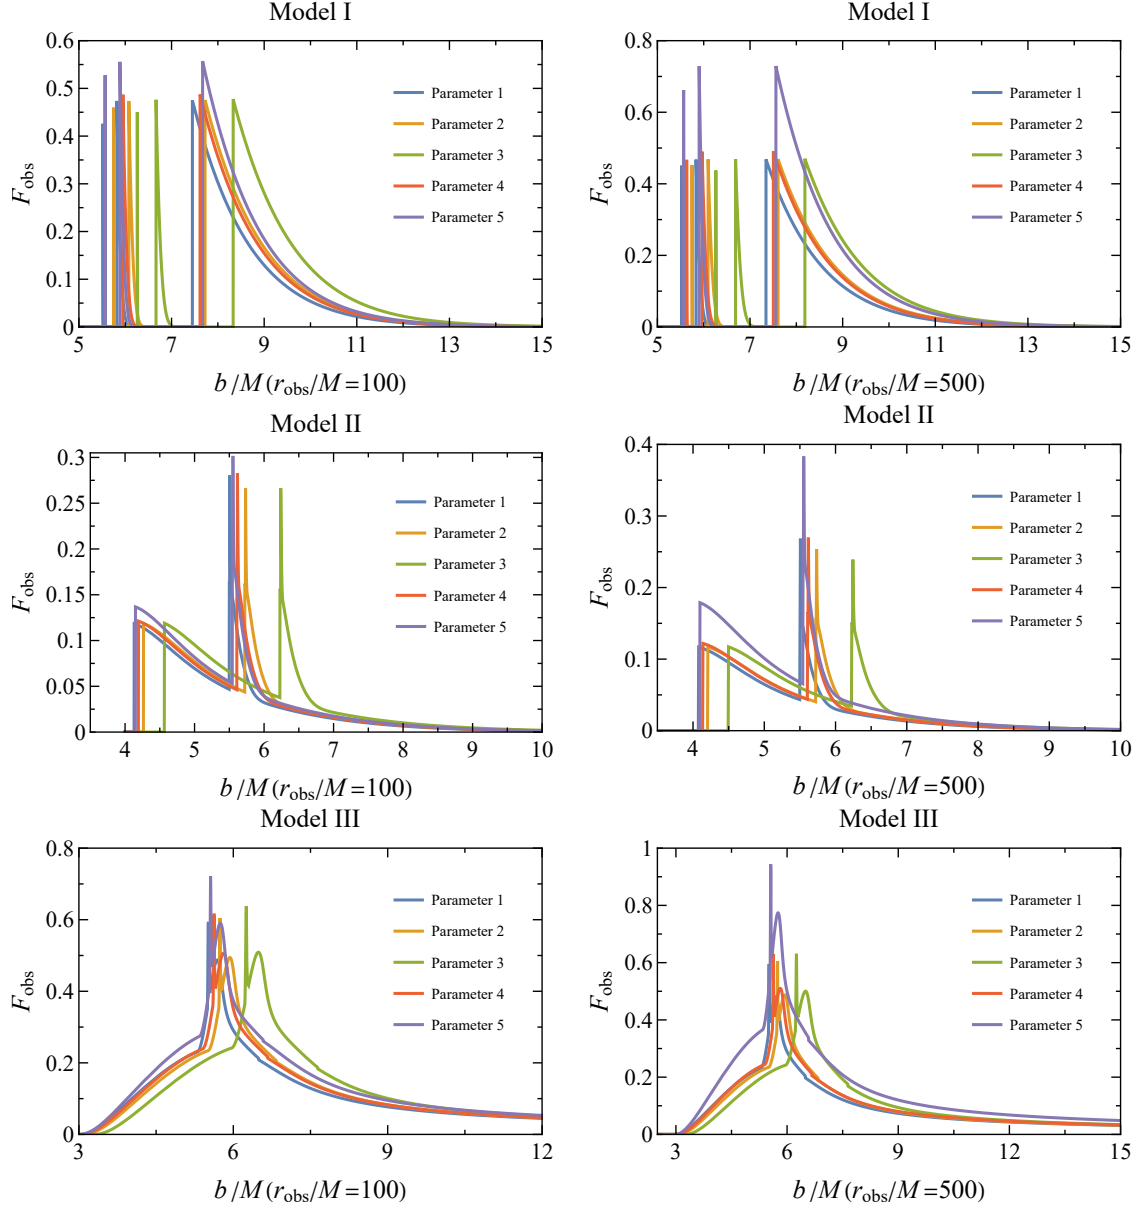 Model I
0.6
0.5
0.4
0.3
0.2
0.1
0
F_obs
Parameter 1
Parameter 2
Parameter 3
Parameter 4
Parameter 5
5 7 9 11 13 15
b/M(r_obs/M=100)
Model I
0.8
0.6
0.4
0.2
0
F_obs
Parameter 1
Parameter 2
Parameter 3
Parameter 4
Parameter 5
5 7 9 11 13 15
b/M(r_obs/M=500)
Model II
0.3
0.25
0.2
0.15
0.1
0.05
0
F_obs
Parameter 1
Parameter 2
Parameter 3
Parameter 4
Parameter 5
4 5 6 7 8 9 10
b/M(r_obs/M=100)
Model II
0.4
0.3
0.2
0.1
0
F_obs
Parameter 1
Parameter 2
Parameter 3
Parameter 4
Parameter 5
4 5 6 7 8 9 10
b/M(r_obs/M=500)
Model III
0.8
0.6
0.4
0.2
0
F_obs
Parameter 1
Parameter 2
Parameter 3
Parameter 4
Parameter 5
3 6 9 12
b/M(r_obs/M=100)
Model III
1
0.8
0.6
0.4
0.2
0
F_obs
Parameter 1
Parameter 2
Parameter 3
Parameter 4
Parameter 5
3 6 9 12 15
b/M(r_obs/M=500)